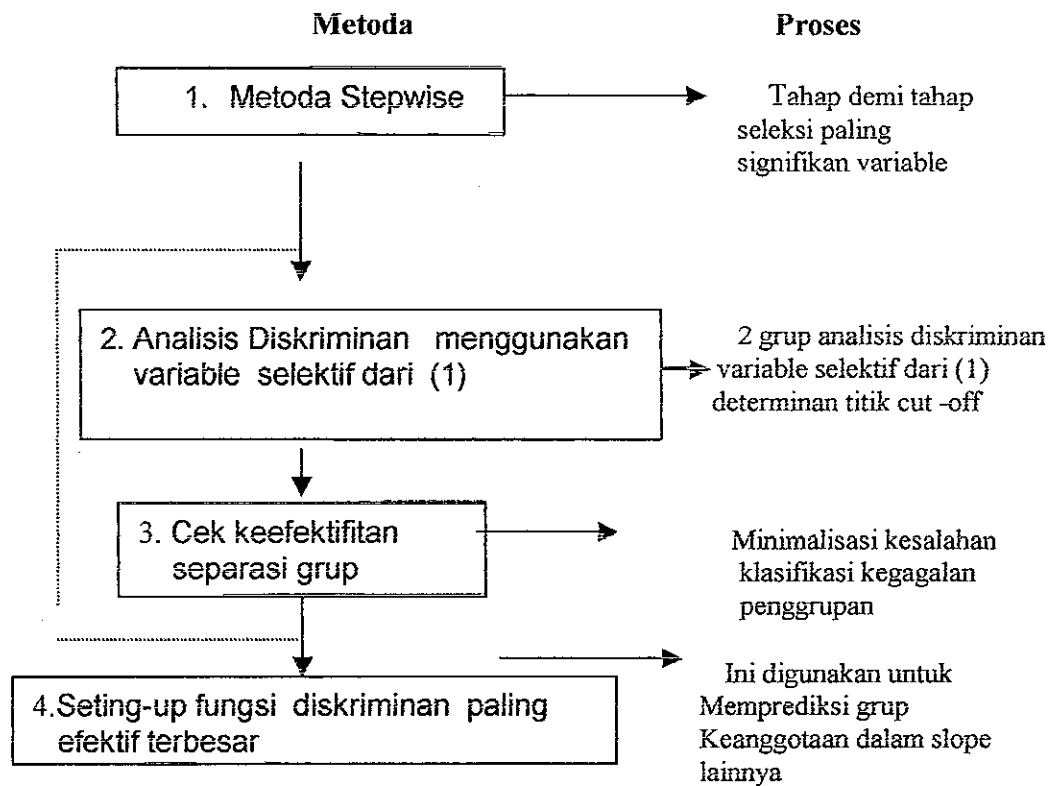 Metoda
Proses
1. Metoda Stepwise
Tahap demi tahap
seleksi paling
signifikan variable
2. Analisis Diskriminan menggunakan
variable selektif dari (1)
2 grup analisis diskriminan
variable selektif dari (1)
determinan titik cut -off
3. Cek keefektifitan
separasi grup
Minimalisasi kesalahan
klasifikasi kegagalan
penggrupan
4.Seting-up fungsi diskriminan paling
efektif terbesar
Ini digunakan untuk
Memprediksi grup
Keanggotaan dalam slope
lainnya